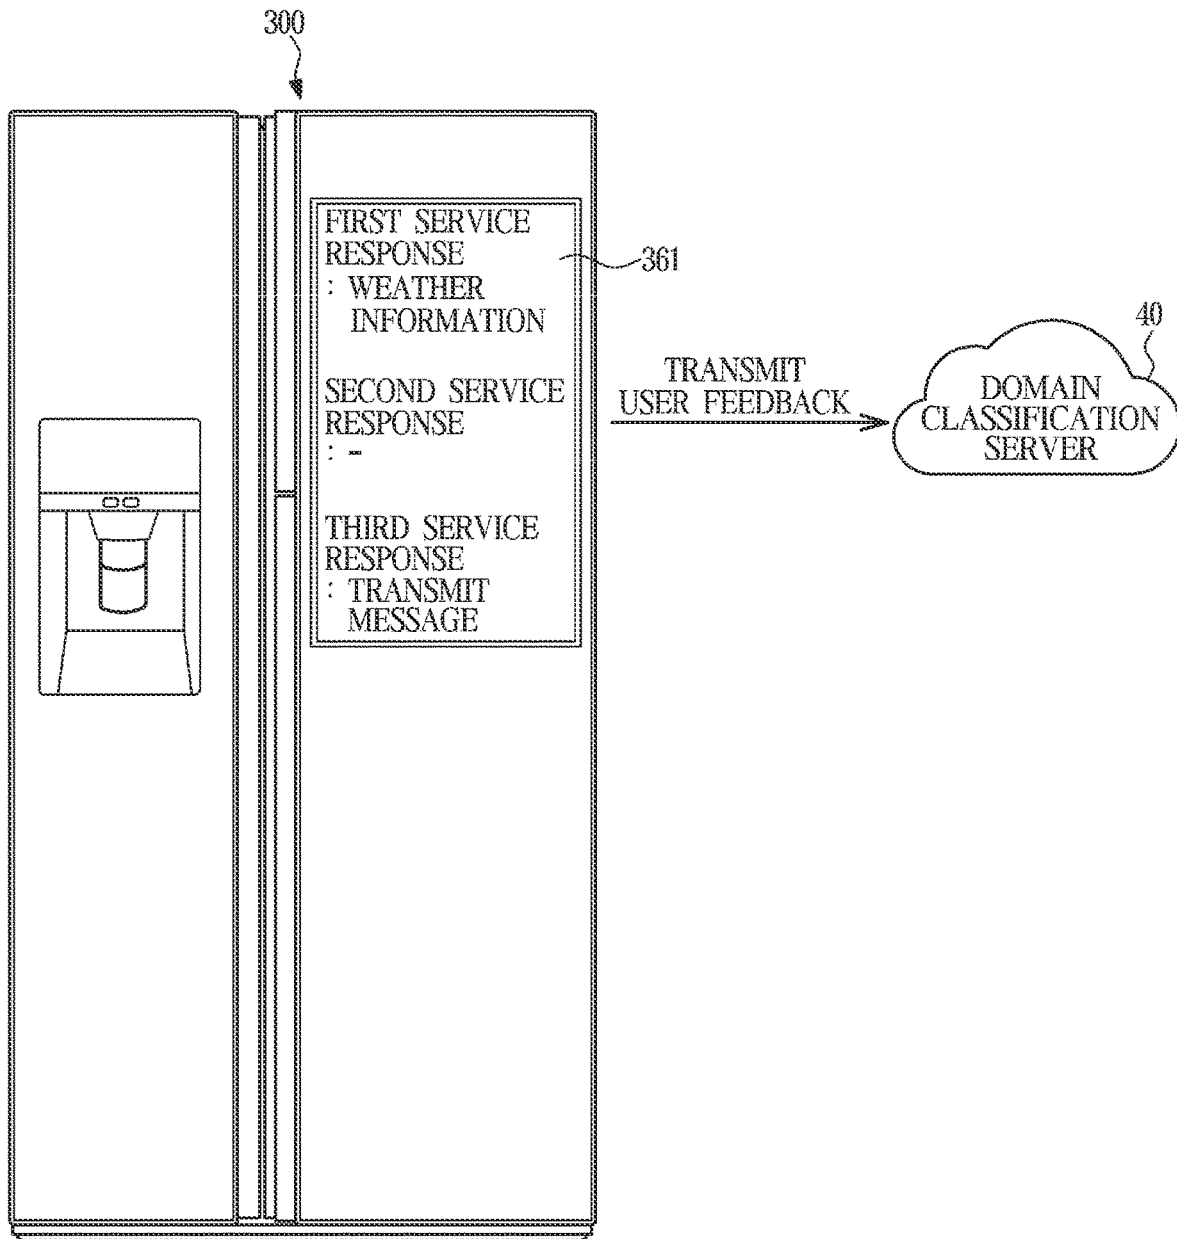 300
FIRST SERVICE
RESPONSE
: WEATHER
INFORMATION
SECOND SERVICE
RESPONSE
: -
THIRD SERVICE
RESPONSE
: TRANSMIT
MESSAGE
361
TRANSMIT
USER FEEDBACK
40
DOMAIN
CLASSIFICATION
SERVER